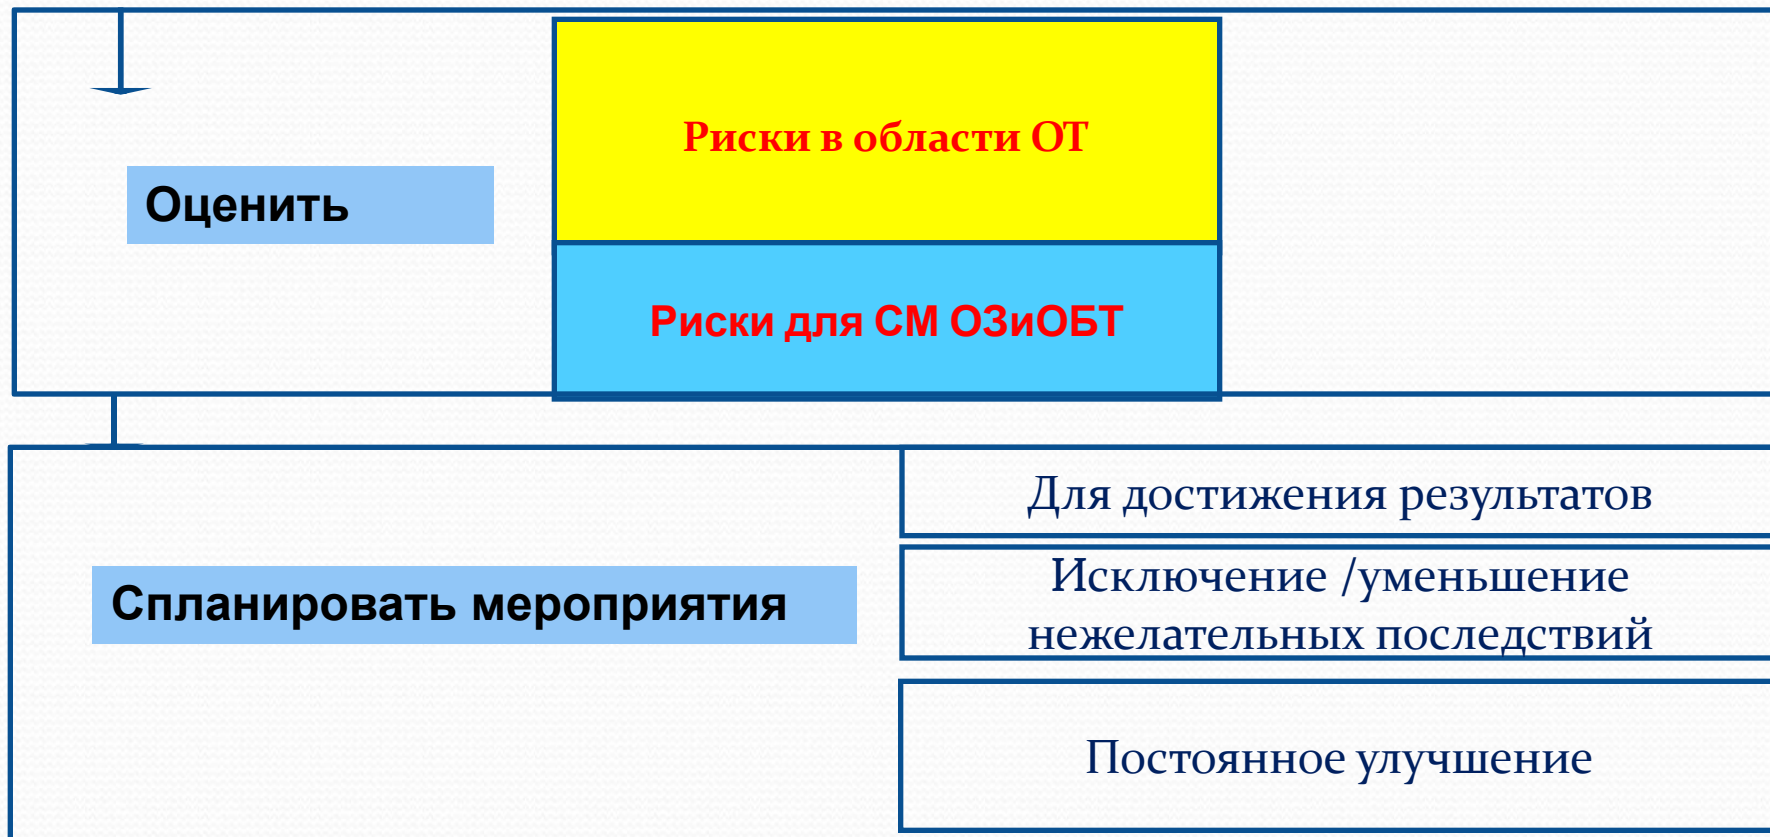 Риски в области ОТ
Оценить
Риски для СМ ОЗиОБТ
Для достижения результатов
Исключение /уменьшение
нежелательных последствий
Спланировать мероприятия
Постоянное улучшение